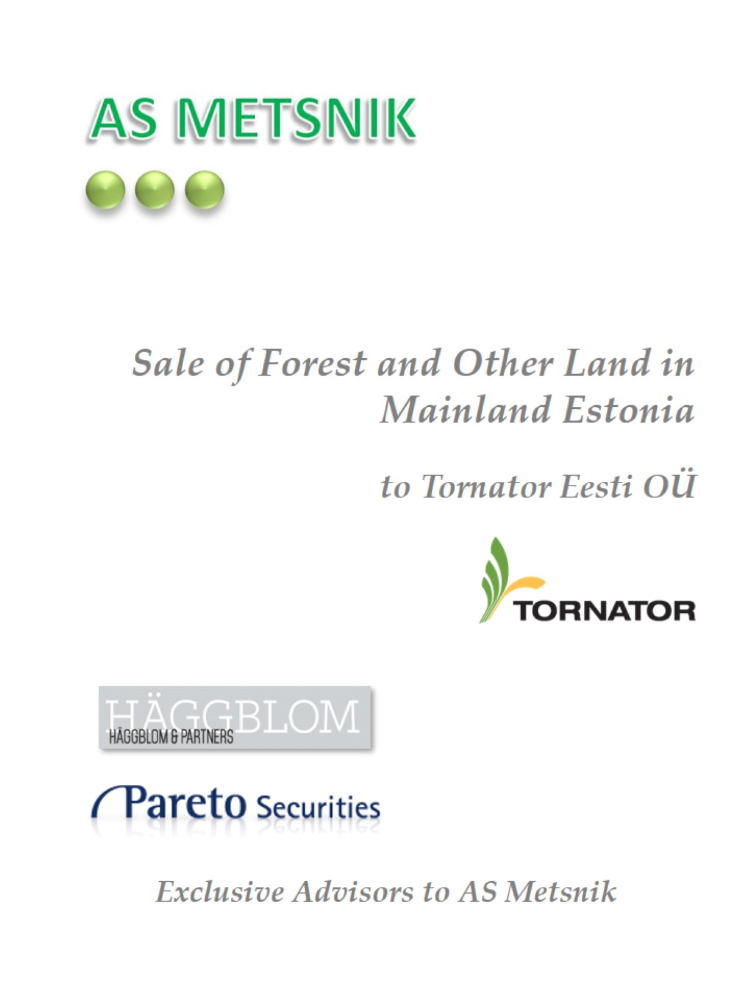 AS METSNIK
Sale of Forest and Other Land in
Mainland Estonia
to Tornator Eesti OÜ
TORNATOR
HÄGGBLOM
HÄGGBLOM & PARTNERS
Pareto Securities
Exclusive Advisors to AS Metsnik